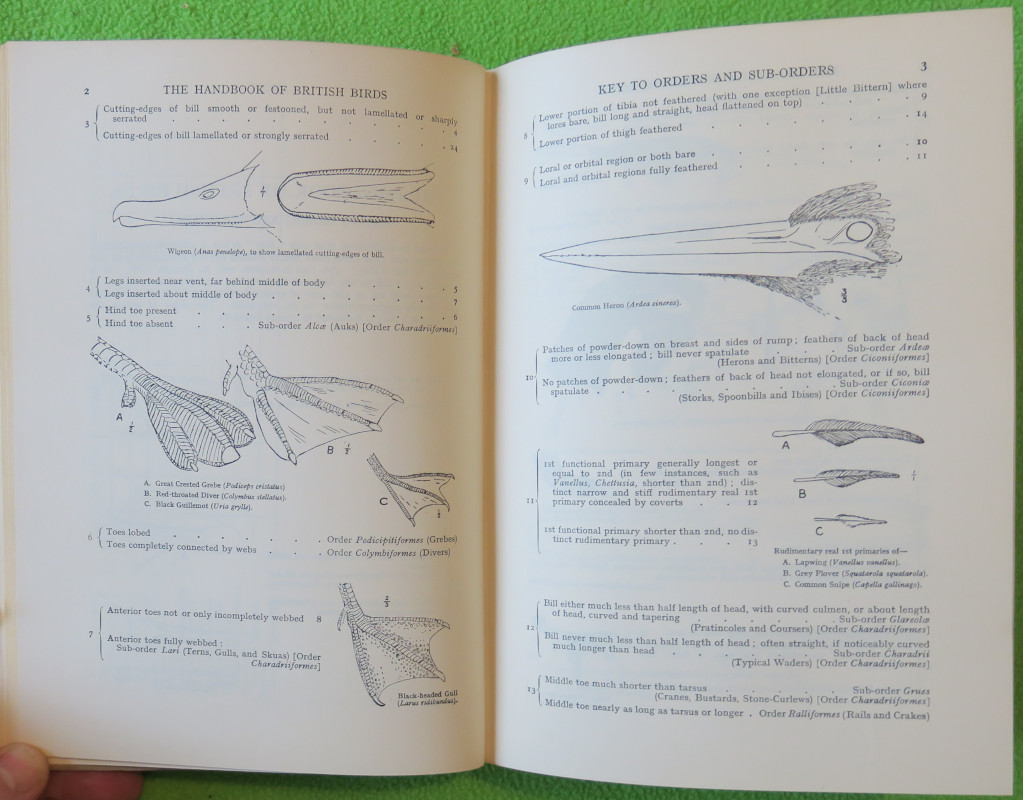 2 THE HANDBOOK OF BRITISH BIRDS
3 { Cutting-edges of bill smooth or festooned, but not lamellated or sharply
serrated . . . . . . . . . . 4
Cutting-edges of bill lamellated or strongly serrated . . . . 24
4/1
Wigeon (Anas penelope), to show lamellated cutting-edges of bill.
4 { Legs inserted near vent, far behind middle of body . . . . . 5
Legs inserted about middle of body . . . . . . . 7
5 { Hind toe present . . . . . . . . . 6
Hind toe absent . . . Sub-order Alcæ (Auks) [Order Charadriiformes]
A 1/2
B 1/2
C 1/2
A. Great Crested Grebe (Podiceps cristatus)
B. Red-throated Diver (Colymbus stellatus).
C. Black Guillemot (Uria grylle).
6 { Toes lobed . . . . . . Order Podicipitiformes (Grebes)
Toes completely connected by webs . . . Order Colymbiformes (Divers)
7 { Anterior toes not or only incompletely webbed 8
Anterior toes fully webbed :
Sub-order Lari (Terns, Gulls, and Skuas) [Order
Charadriiformes]
2/3
Black-headed Gull
(Larus ridibundus).
KEY TO ORDERS AND SUB-ORDERS 3
8 { Lower portion of tibia not feathered (with one exception [Little Bittern] where
lores bare, bill long and straight, head flattened on top) . . . . 9
Lower portion of thigh feathered . . . . . . . 14
9 { Loral or orbital region or both bare . . . . . . 10
Loral and orbital regions fully feathered . . . . . . 11
Common Heron (Ardea cinerea).
10 { Patches of powder-down on breast and sides of rump ; feathers of back of head
more or less elongated ; bill never spatulate . . . Sub-order Ardeæ
(Herons and Bitterns) [Order Ciconiiformes]
No patches of powder-down ; feathers of back of head not elongated, or if so, bill
spatulate . . . . . . . . Sub-order Ciconiæ
(Storks, Spoonbills and Ibises) [Order Ciconiiformes]
A
B
C
1/1
11 { 1st functional primary generally longest or
equal to 2nd (in few instances, such as
Vanellus, Chettusia, shorter than 2nd) ; dis-
tinct narrow and stiff rudimentary real 1st
primary concealed by coverts . . 12
1st functional primary shorter than 2nd, no dis-
tinct rudimentary primary . . . 13
Rudimentary real 1st primaries of—
A. Lapwing (Vanellus vanellus).
B. Grey Plover (Squatarola squatarola).
C. Common Snipe (Capella gallinago).
12 { Bill either much less than half length of head, with curved culmen, or about length
of head, curved and tapering . . . . . Sub-order Glareolæ
(Pratincoles and Coursers) [Order Charadriiformes]
Bill never much less than half length of head ; often straight, if noticeably curved
much longer than head . . . . . Sub-order Charadrii
(Typical Waders) [Order Charadriiformes]
13 { Middle toe much shorter than tarsus . . . . . Sub-order Grues
(Cranes, Bustards, Stone-Curlews) [Order Charadriiformes]
Middle toe nearly as long as tarsus or longer . Order Ralliformes (Rails and Crakes)